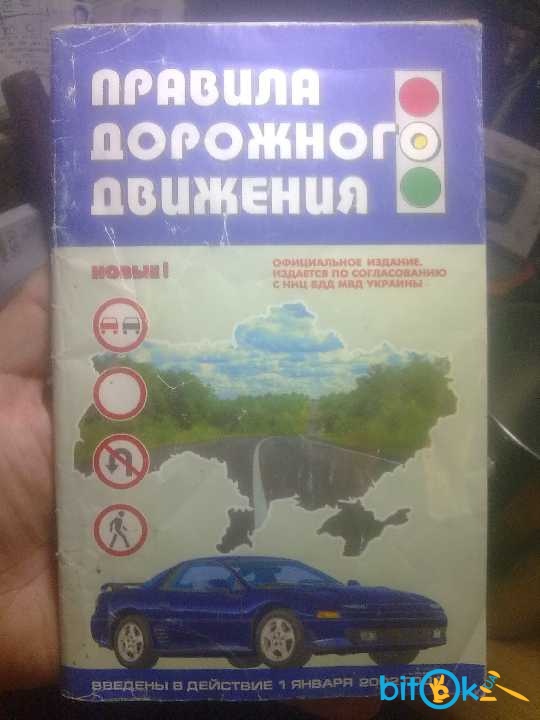 ПРАВИЛА
ДОРОЖНОГО
ДВИЖЕНИЯ
НОВЫЕ!
ОФИЦИАЛЬНОЕ ИЗДАНИЕ.
ИЗДАЕТСЯ ПО СОГЛАСОВАНИЮ
С НИЦ БДД МВД УКРАИНЫ
ВВЕДЕНЫ В ДЕЙСТВИЕ 1 ЯНВАРЯ
bitok